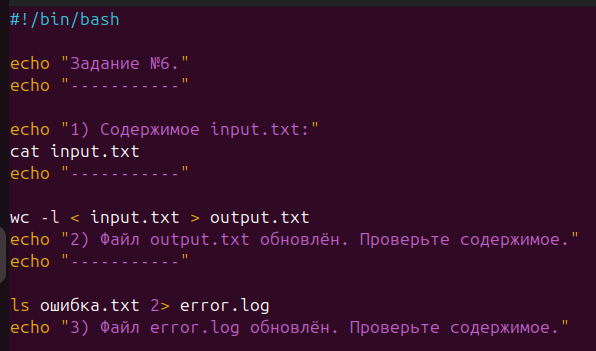 #!/bin/bash
echo "Задание №6."
echo "-----------"
echo "1) Содержимое input.txt:"
cat input.txt
echo "-----------"
wc -l < input.txt > output.txt
echo "2) Файл output.txt обновлён. Проверьте содержимое."
echo "-----------"
ls ошибка.txt 2> error.log
echo "3) Файл error.log обновлён. Проверьте содержимое."